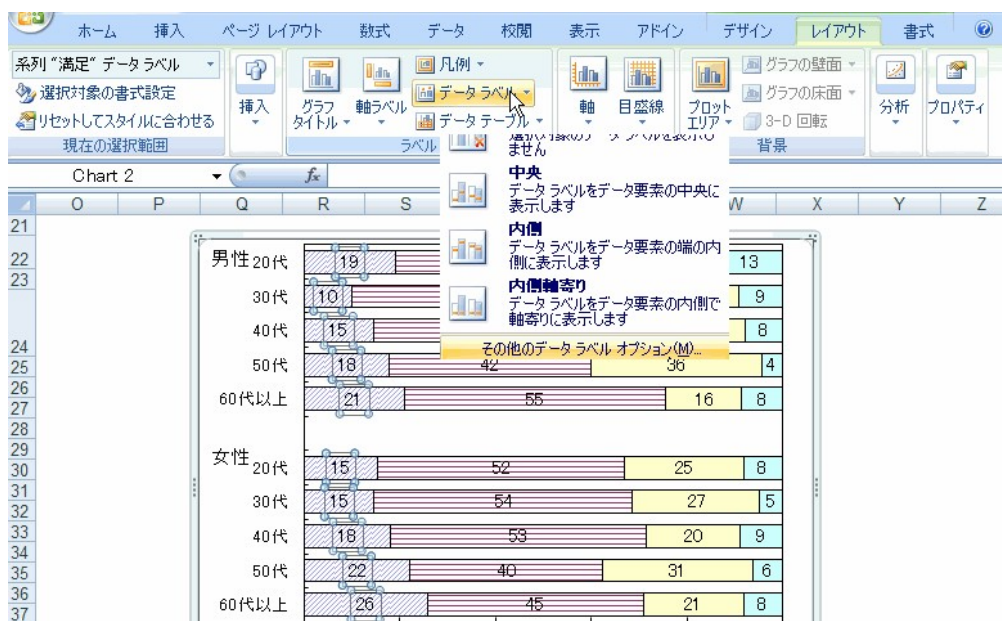 ホーム 挿入 ページ レイアウト 数式 データ 校閲 表示 アドイン デザイン レイアウト 書式
系列 "満足" データ ラベル
選択対象の書式設定
リセットしてスタイルに合わせる
現在の選択範囲
挿入
グラフ
タイトル
軸ラベル
凡例
データ ラベル
データ テーブル
ラベル
軸
目盛線
プロット
エリア
グラフの壁面
グラフの床面
3-D 回転
背景
分析
プロパティ
ません
中央
データ ラベルをデータ要素の中央に
表示します
内側
データ ラベルをデータ要素の端の内
側に表示します
内側軸寄り
データ ラベルをデータ要素の内側で
軸寄りに表示します
その他のデータ ラベル オプション(M)...
Chart 2 fx
O P Q R S W X Y Z
21
22
23
24
25
26
27
28
29
30
31
32
33
34
35
36
37
男性 20代 19 13
30代 10 9
40代 15 8
50代 18 42 36 4
60代以上 21 55 16 8
女性 20代 15 52 25 8
30代 15 54 27 5
40代 18 53 20 9
50代 22 40 31 6
60代以上 26 45 21 8